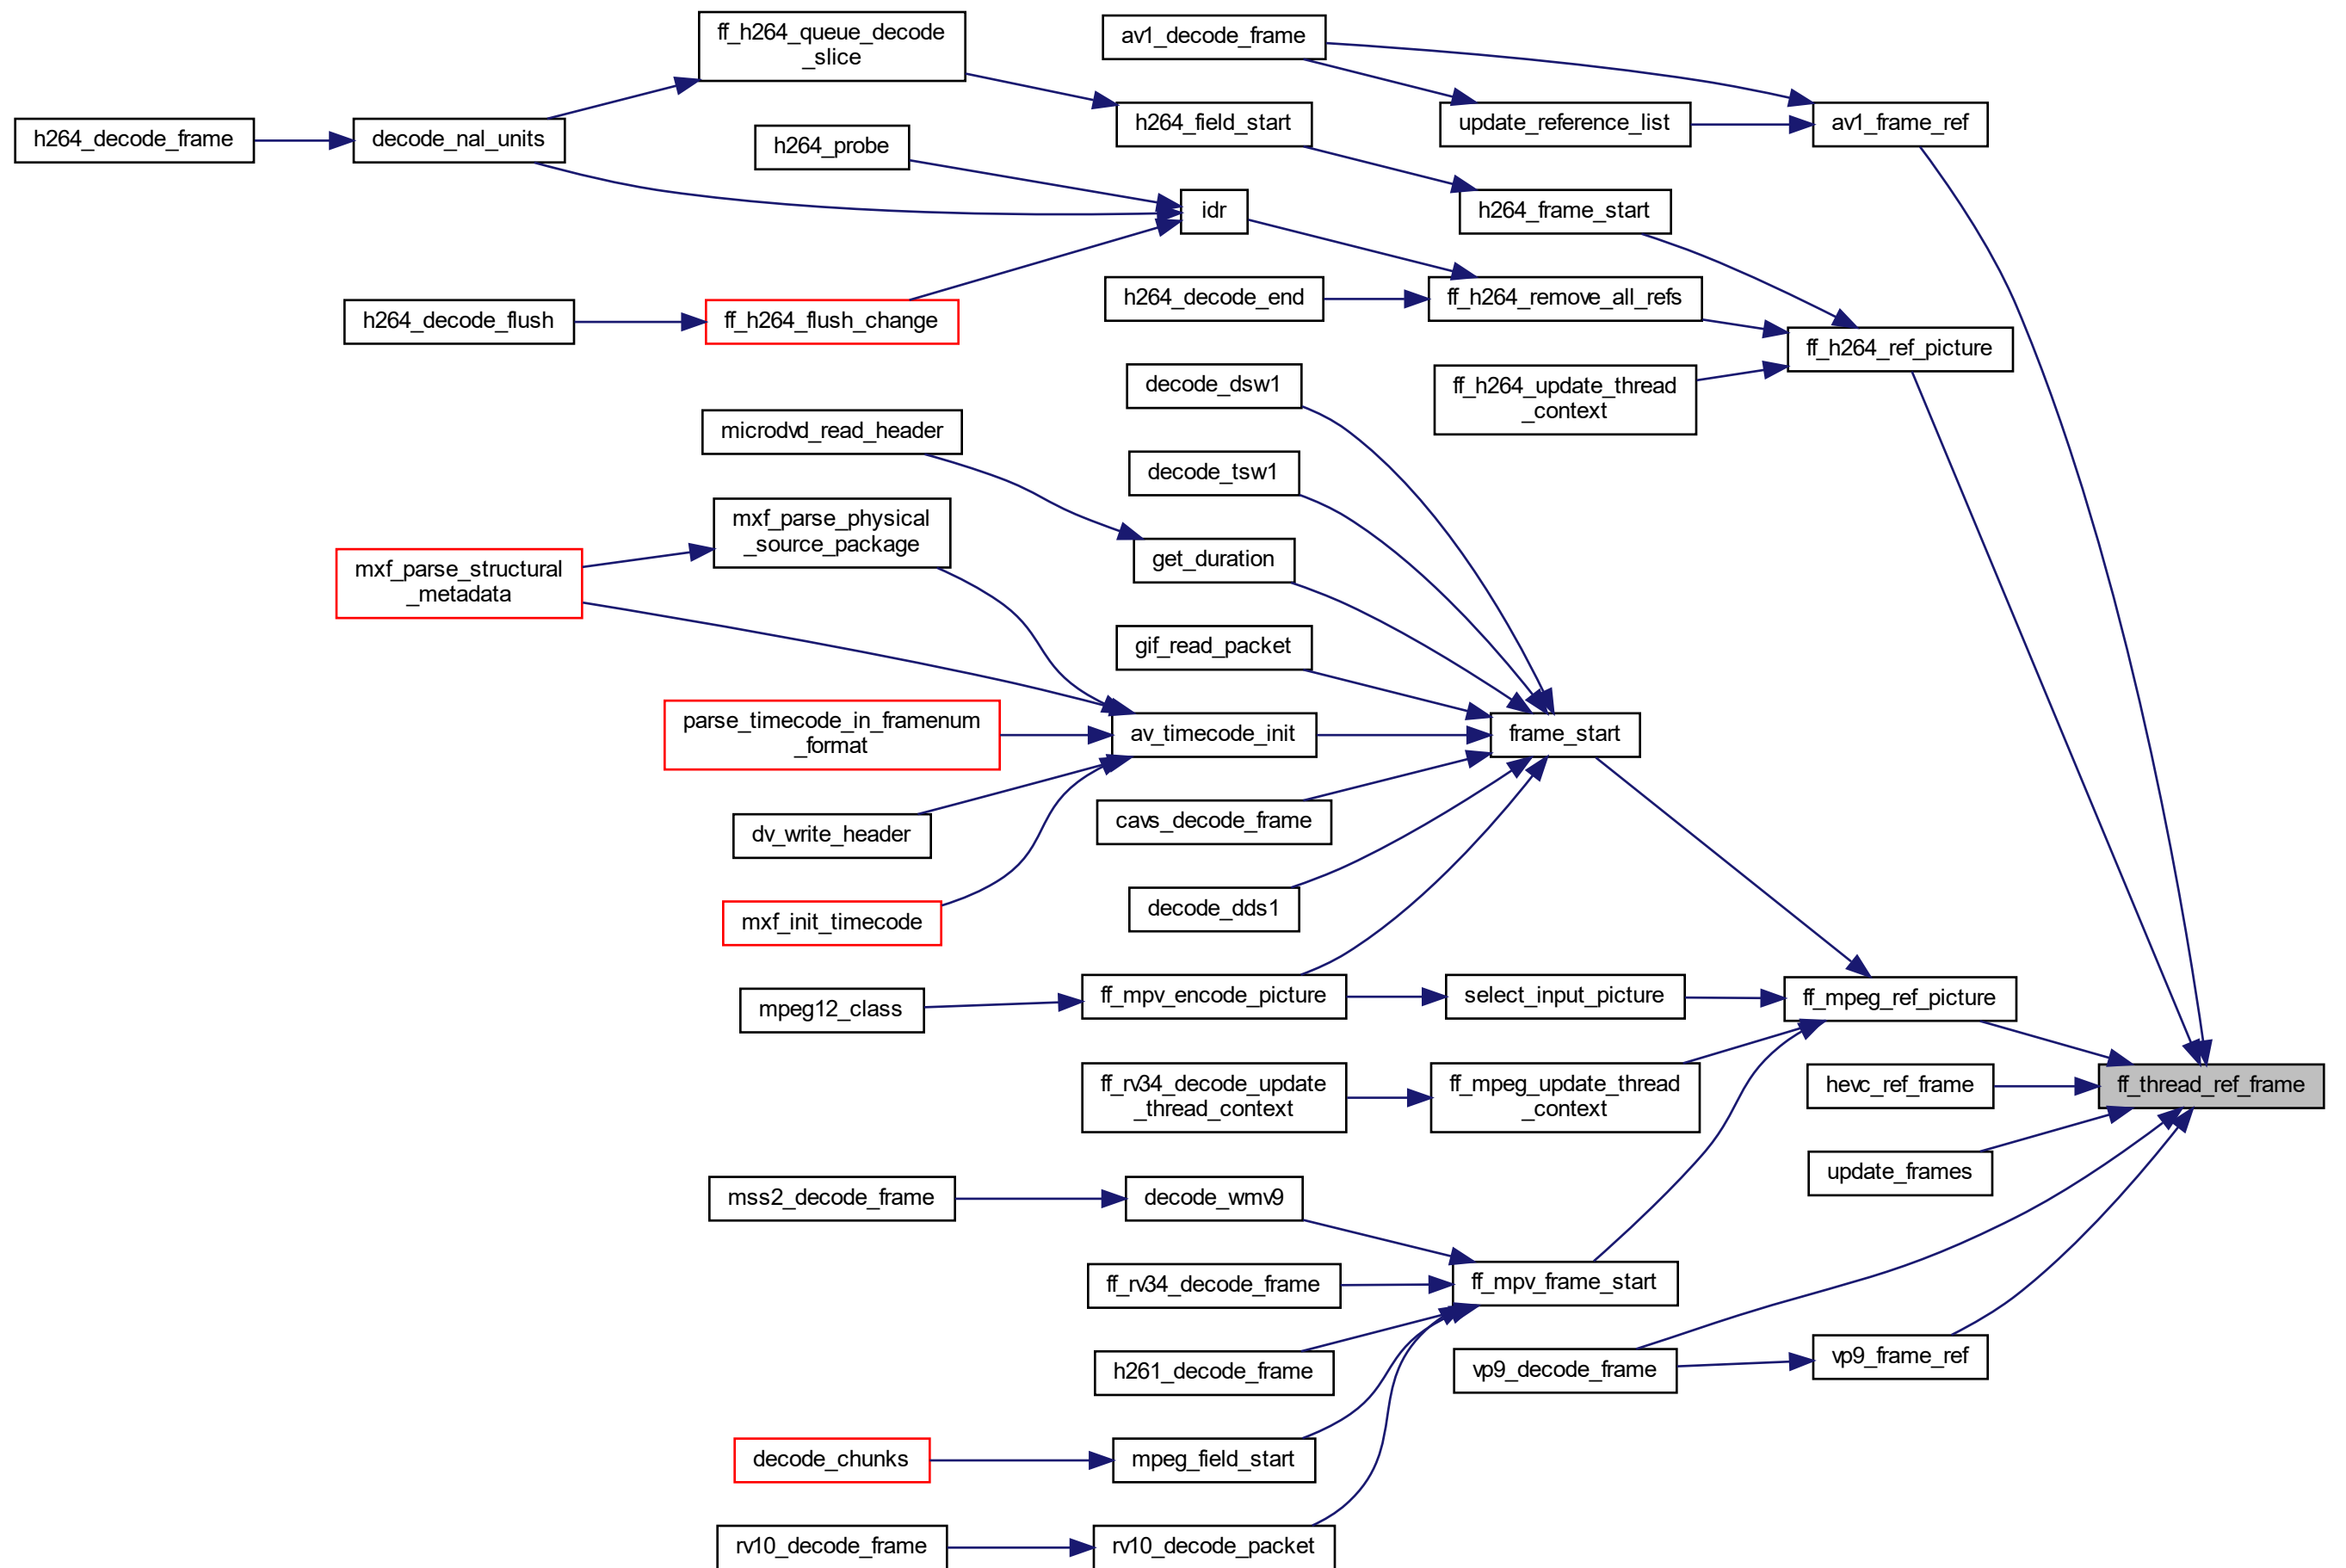 ff_h264_queue_decode
_slice
av1_decode_frame
h264_decode_frame
decode_nal_units
h264_probe
h264_field_start
update_reference_list
av1_frame_ref
idr
h264_frame_start
h264_decode_flush
ff_h264_flush_change
h264_decode_end
ff_h264_remove_all_refs
ff_h264_ref_picture
ff_h264_update_thread
_context
decode_dsw1
microdvd_read_header
decode_tsw1
mxf_parse_physical
_source_package
get_duration
mxf_parse_structural
_metadata
gif_read_packet
parse_timecode_in_framenum
_format
av_timecode_init
frame_start
dv_write_header
cavs_decode_frame
mxf_init_timecode
decode_dds1
mpeg12_class
ff_mpv_encode_picture
select_input_picture
ff_mpeg_ref_picture
ff_rv34_decode_update
_thread_context
ff_mpeg_update_thread
_context
hevc_ref_frame
ff_thread_ref_frame
update_frames
mss2_decode_frame
decode_wmv9
ff_rv34_decode_frame
ff_mpv_frame_start
h261_decode_frame
vp9_decode_frame
vp9_frame_ref
decode_chunks
mpeg_field_start
rv10_decode_frame
rv10_decode_packet